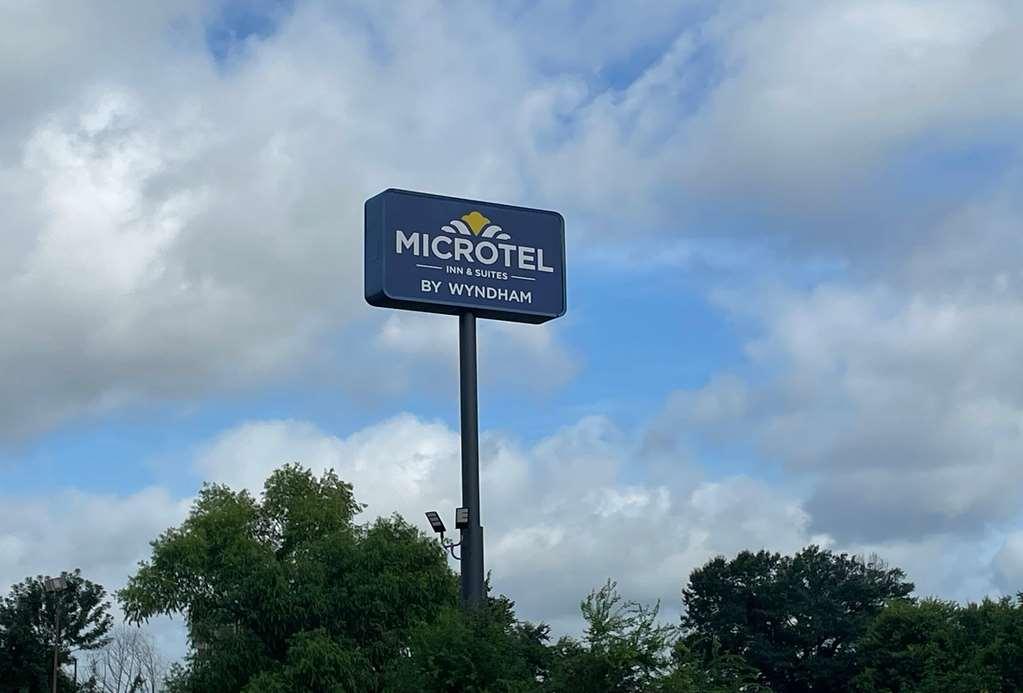 MICROTEL
INN & SUITES
BY WYNDHAM